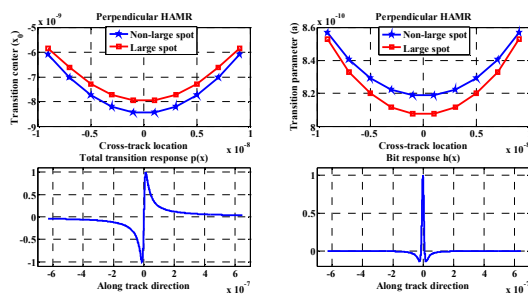 Perpendicular HAMR
x 10^-9
Transition center (x_0)
-5
-6
-7
-8
-9
Non-large spot
Large spot
-1
-0.5
0
0.5
1
x 10^-8
Cross-track location
Perpendicular HAMR
x 10^-10
Transition parameter (a)
8.6
8.4
8.2
8
Non-large spot
Large spot
-1
-0.5
0
0.5
1
x 10^-8
Cross-track location
Total transition response p(x)
1
0.5
0
-0.5
-1
-6
-4
-2
0
2
4
6
x 10^-7
Along track direction
Bit response h(x)
1
0.5
0
-6
-4
-2
0
2
4
6
x 10^-7
Along track direction